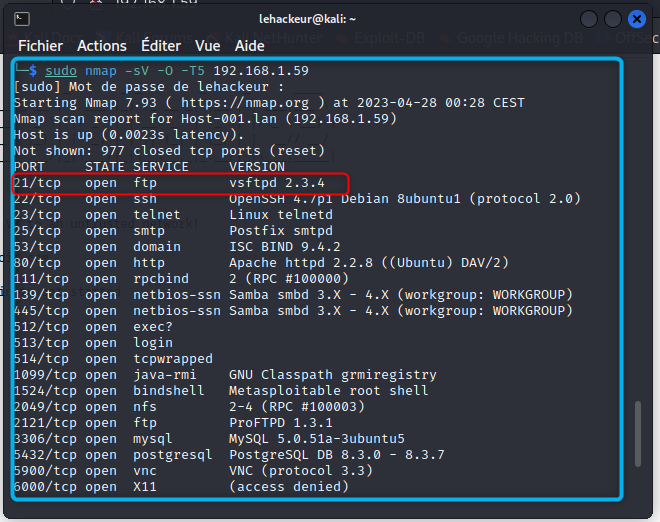 lehackeur@kali: ~
Fichier Actions Éditer Vue Aide
└─$ sudo nmap -sV -O -T5 192.168.1.59
[sudo] Mot de passe de lehackeur :
Starting Nmap 7.93 ( https://nmap.org ) at 2023-04-28 00:28 CEST
Nmap scan report for Host-001.lan (192.168.1.59)
Host is up (0.0023s latency).
Not shown: 977 closed tcp ports (reset)
PORT STATE SERVICE VERSION
21/tcp open ftp vsftpd 2.3.4
22/tcp open ssh OpenSSH 4.7p1 Debian 8ubuntu1 (protocol 2.0)
23/tcp open telnet Linux telnetd
25/tcp open smtp Postfix smtpd
53/tcp open domain ISC BIND 9.4.2
80/tcp open http Apache httpd 2.2.8 ((Ubuntu) DAV/2)
111/tcp open rpcbind 2 (RPC #100000)
139/tcp open netbios-ssn Samba smbd 3.X - 4.X (workgroup: WORKGROUP)
445/tcp open netbios-ssn Samba smbd 3.X - 4.X (workgroup: WORKGROUP)
512/tcp open exec?
513/tcp open login
514/tcp open tcpwrapped
1099/tcp open java-rmi GNU Classpath grmiregistry
1524/tcp open bindshell Metasploitable root shell
2049/tcp open nfs 2-4 (RPC #100003)
2121/tcp open ftp ProFTPD 1.3.1
3306/tcp open mysql MySQL 5.0.51a-3ubuntu5
5432/tcp open postgresql PostgreSQL DB 8.3.0 - 8.3.7
5900/tcp open vnc VNC (protocol 3.3)
6000/tcp open X11 (access denied)